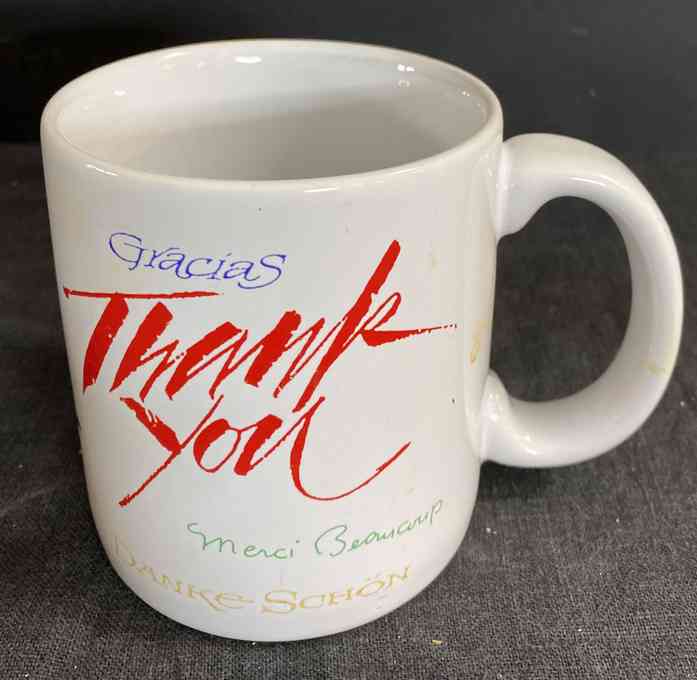 Gracias
Thank
you
Merci Beaucoup
DANKE SCHÖN